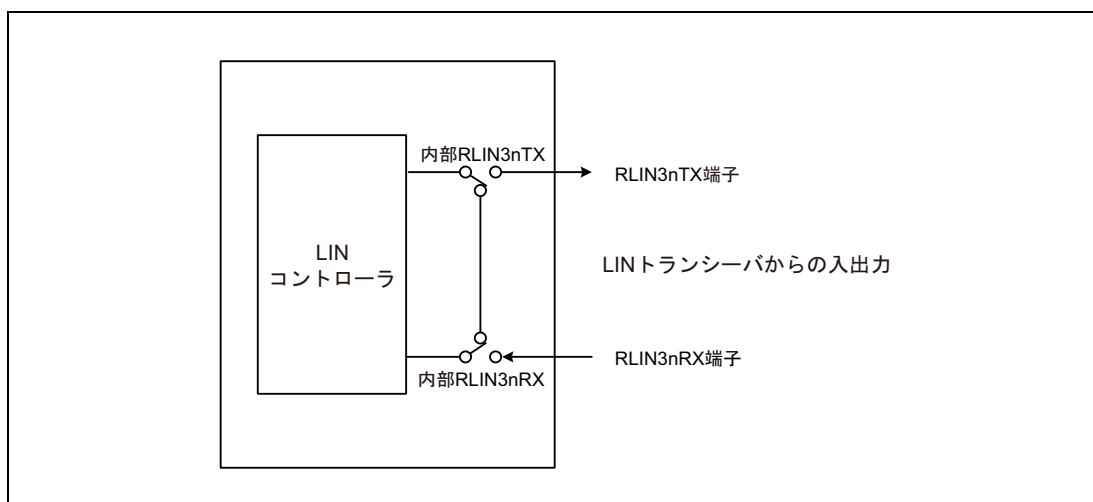 内部RLIN3nTX
RLIN3nTX端子
LIN
コントローラ
LINトランシーバからの入出力
RLIN3nRX端子
内部RLIN3nRX